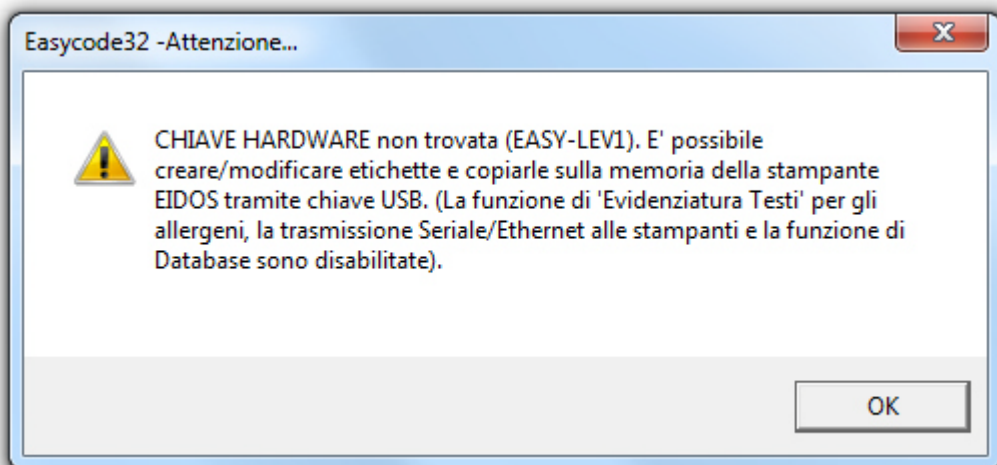 Easycode32 -Attenzione...
CHIAVE HARDWARE non trovata (EASY-LEV1). E' possibile
creare/modificare etichette e copiarle sulla memoria della stampante
EIDOS tramite chiave USB. (La funzione di 'Evidenziatura Testi' per gli
allergeni, la trasmissione Seriale/Ethernet alle stampanti e la funzione di
Database sono disabilitate).
OK